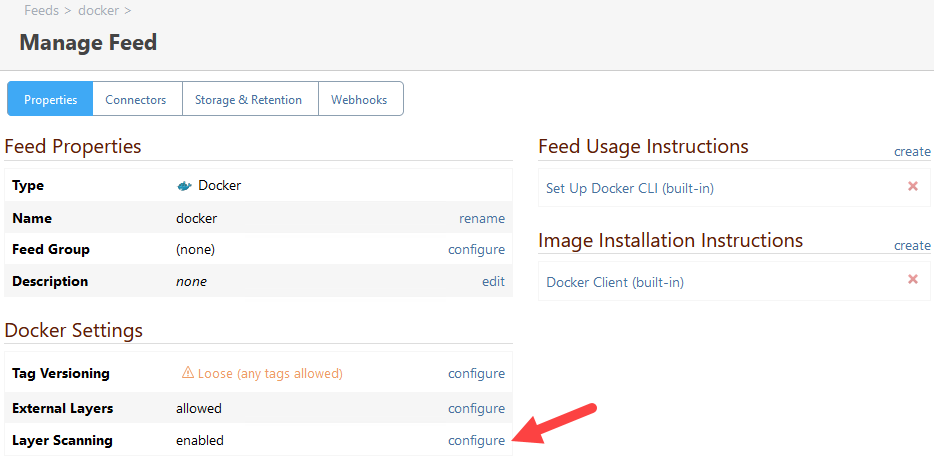 Feeds > docker >
Manage Feed
Properties
Connectors
Storage & Retention
Webhooks
Feed Properties
Type Docker
Name docker rename
Feed Group (none) configure
Description none edit
Docker Settings
Tag Versioning Loose (any tags allowed) configure
External Layers allowed configure
Layer Scanning enabled configure
Feed Usage Instructions create
Set Up Docker CLI (built-in)
Image Installation Instructions create
Docker Client (built-in)